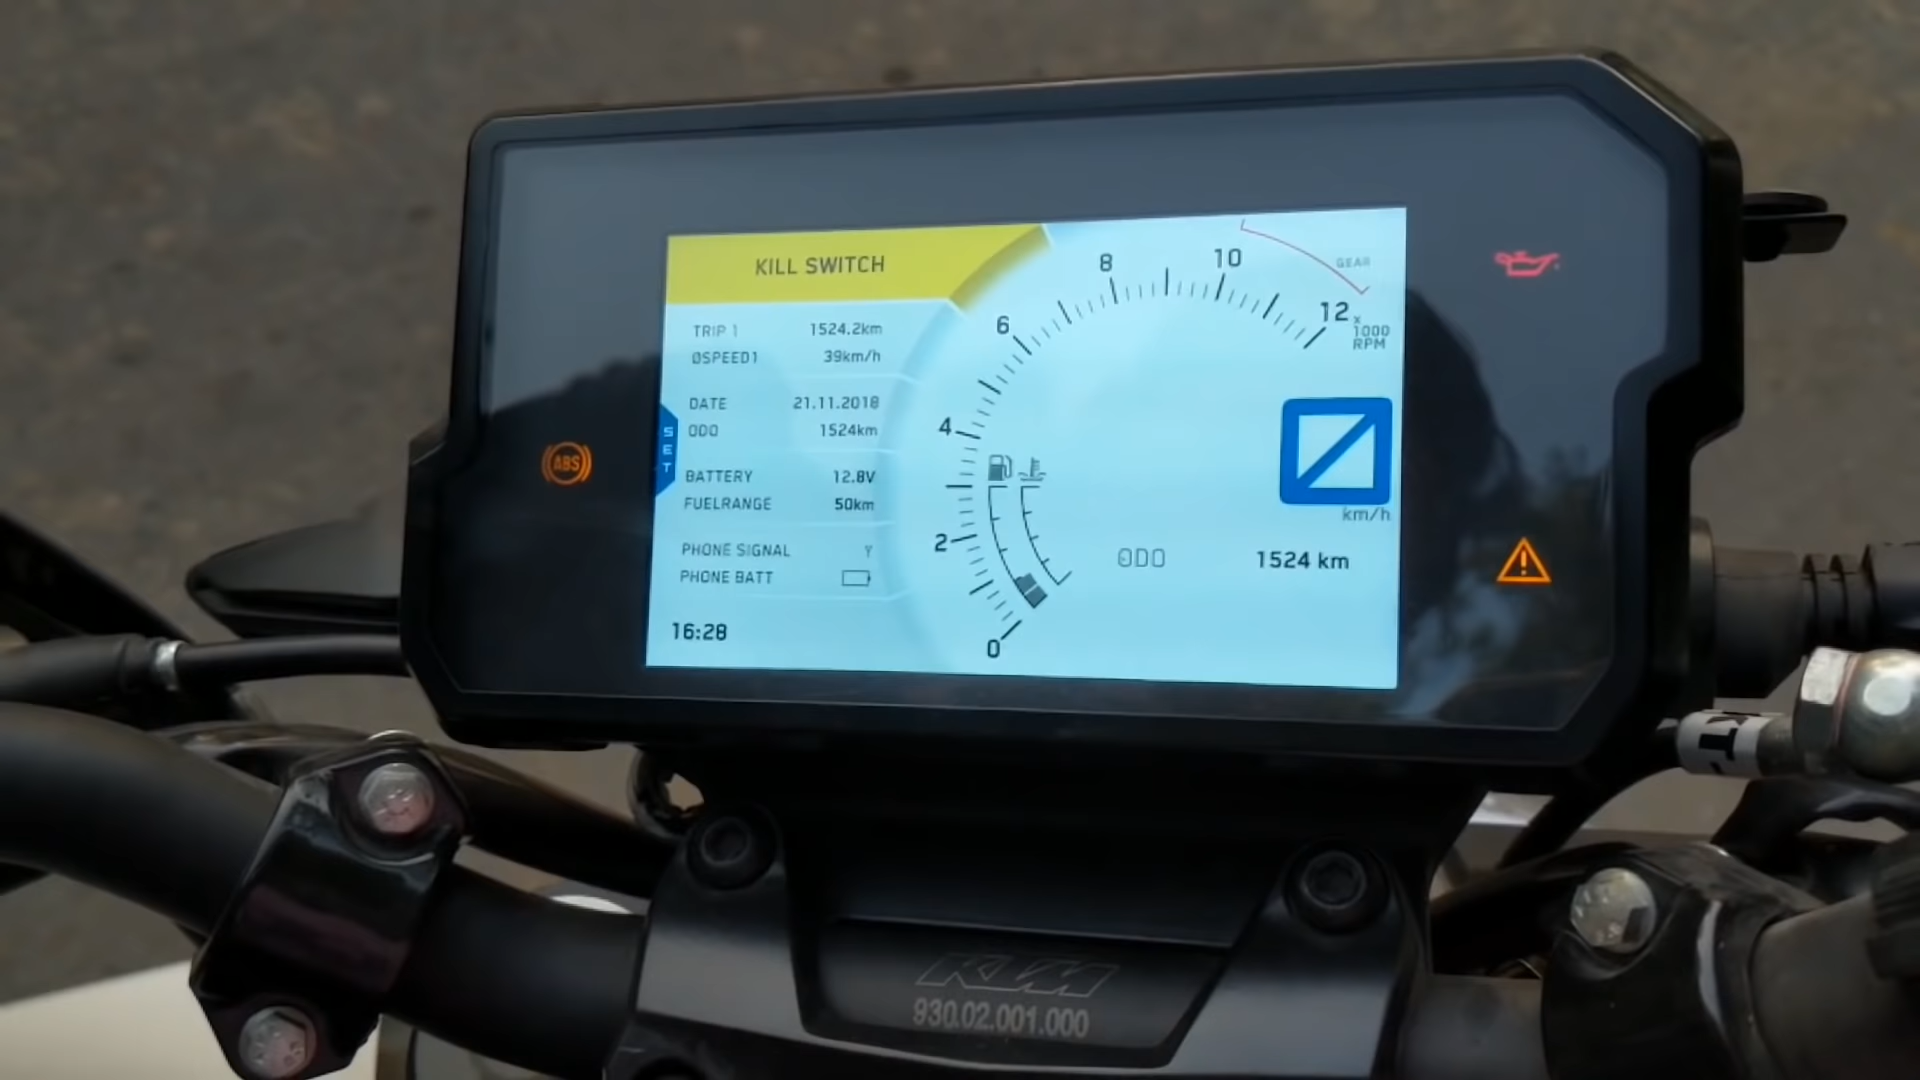 KILL SWITCH
TRIP 1 1524.2km
ØSPEED1 39km/h
DATE 21.11.2018
ODO 1524km
BATTERY 12.8V
FUELRANGE 50km
PHONE SIGNAL
PHONE BATT
16:28
SET
0
2
4
6
8
10
12
x
1000
RPM
GEAR
km/h
ODO 1524 km
ABS
KTM
930.02.001.000